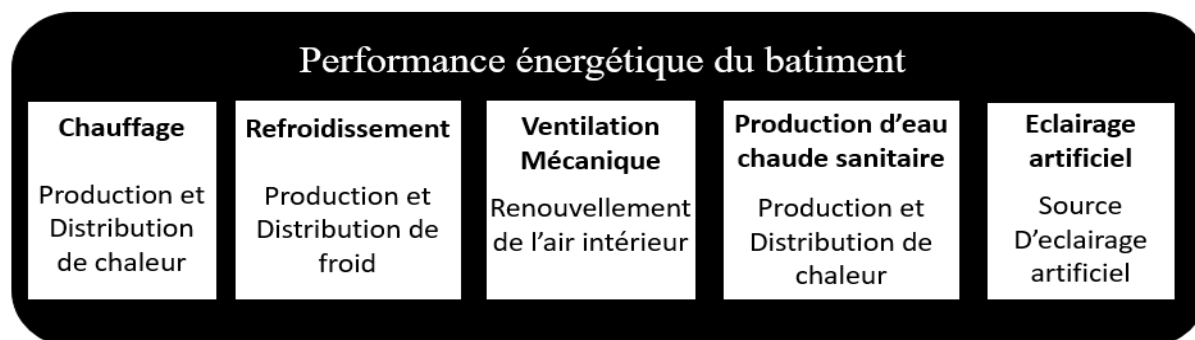 Performance énergétique du batiment
Chauffage
Production et
Distribution
de chaleur
Refroidissement
Production et
Distribution de
froid
Ventilation
Mécanique
Renouvellement
de l’air intérieur
Production d’eau
chaude sanitaire
Production et
Distribution de
chaleur
Eclairage
artificiel
Source
D’eclairage
artificiel